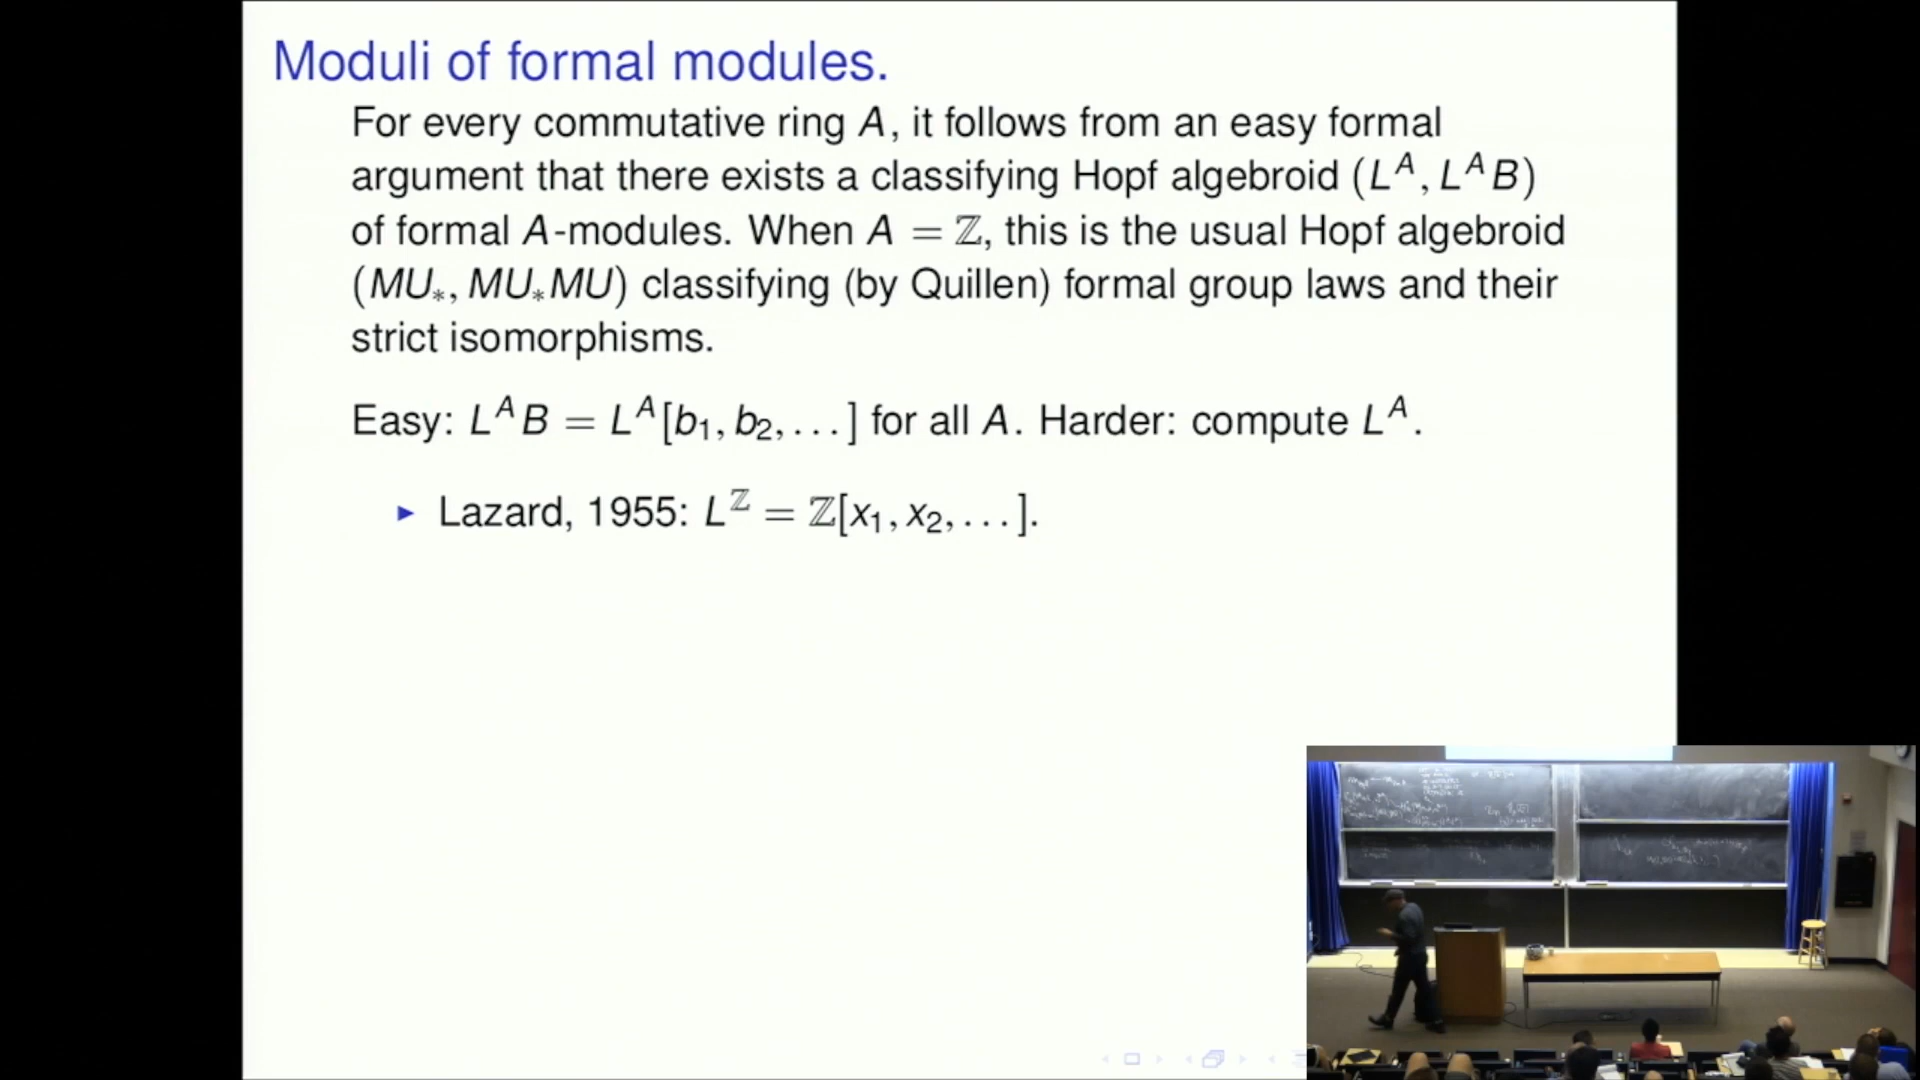 Moduli of formal modules.
For every commutative ring A, it follows from an easy formal
argument that there exists a classifying Hopf algebroid (L^A, L^A B)
of formal A-modules. When A = ℤ, this is the usual Hopf algebroid
(MU_*, MU_*MU) classifying (by Quillen) formal group laws and their
strict isomorphisms.
Easy: L^A B = L^A[b_1, b_2, . . . ] for all A. Harder: compute L^A.
▸ Lazard, 1955: L^ℤ = ℤ[x_1, x_2, . . . ].